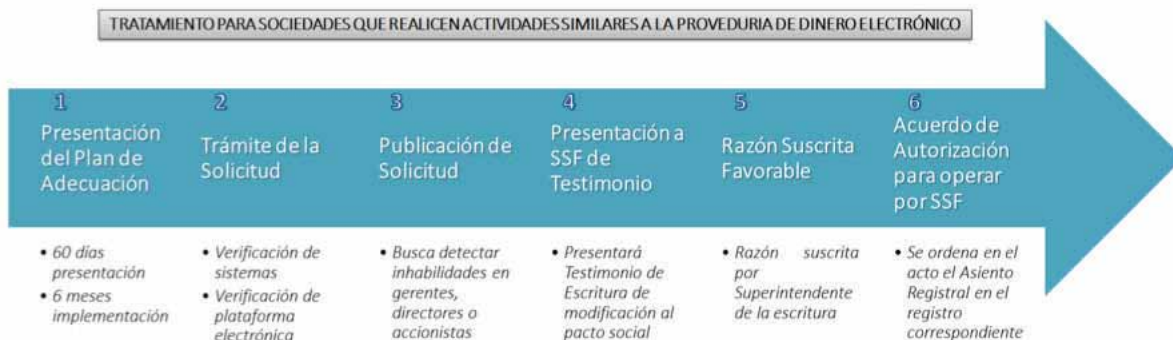 TRATAMIENTO PARA SOCIEDADES QUE REALICEN ACTIVIDADES SIMILARES A LA PROVEDURIA DE DINERO ELECTRÓNICO
1
Presentación
del Plan de
Adecuación
• 60 días
presentación
• 6 meses
implementación
2
Trámite de la
Solicitud
• Verificación de
sistemas
• Verificación de
plataforma
electrónica
3
Publicación de
Solicitud
• Busca detectar
inhabilidades en
gerentes,
directores o
accionistas
4
Presentación a
SSF de
Testimonio
• Presentará
Testimonio de
Escritura de
modificación al
pacto social
5
Razón Suscrita
Favorable
• Razón suscrita
por
Superintendente
de la escritura
6
Acuerdo de
Autorización
para operar
por SSF
• Se ordena en el
acto el Asiento
Registral en el
registro
correspondiente